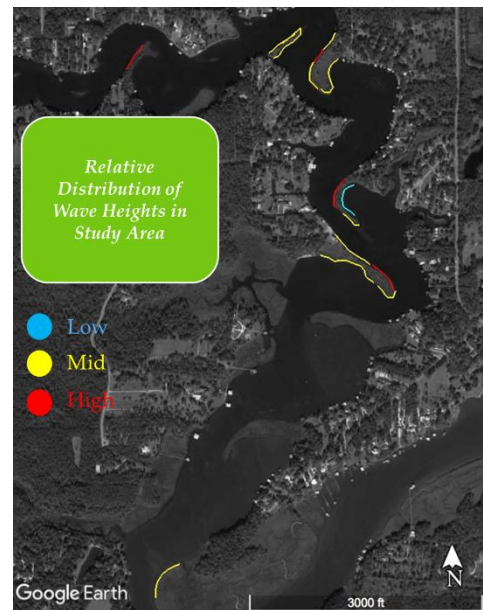 Relative
Distribution of
Wave Heights in
Study Area
Low
Mid
High
Google Earth
N
3000 ft